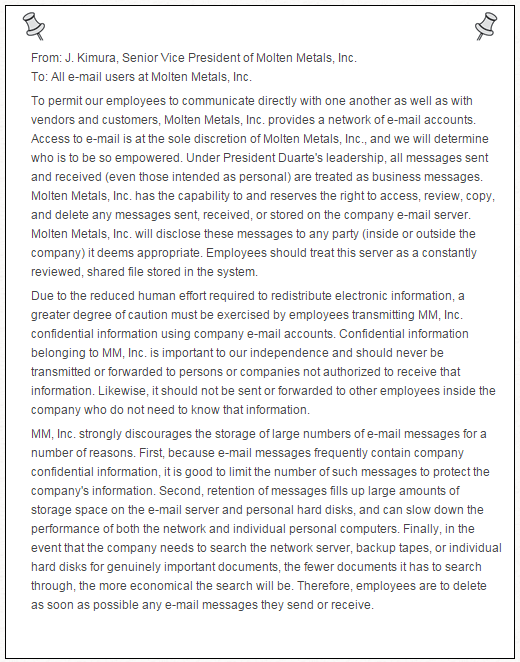 From: J. Kimura, Senior Vice President of Molten Metals, Inc.
To: All e-mail users at Molten Metals, Inc.
To permit our employees to communicate directly with one another as well as with
vendors and customers, Molten Metals, Inc. provides a network of e-mail accounts.
Access to e-mail is at the sole discretion of Molten Metals, Inc., and we will determine
who is to be so empowered. Under President Duarte's leadership, all messages sent
and received (even those intended as personal) are treated as business messages.
Molten Metals, Inc. has the capability to and reserves the right to access, review, copy,
and delete any messages sent, received, or stored on the company e-mail server.
Molten Metals, Inc. will disclose these messages to any party (inside or outside the
company) it deems appropriate. Employees should treat this server as a constantly
reviewed, shared file stored in the system.
Due to the reduced human effort required to redistribute electronic information, a
greater degree of caution must be exercised by employees transmitting MM, Inc.
confidential information using company e-mail accounts. Confidential information
belonging to MM, Inc. is important to our independence and should never be
transmitted or forwarded to persons or companies not authorized to receive that
information. Likewise, it should not be sent or forwarded to other employees inside the
company who do not need to know that information.
MM, Inc. strongly discourages the storage of large numbers of e-mail messages for a
number of reasons. First, because e-mail messages frequently contain company
confidential information, it is good to limit the number of such messages to protect the
company's information. Second, retention of messages fills up large amounts of
storage space on the e-mail server and personal hard disks, and can slow down the
performance of both the network and individual personal computers. Finally, in the
event that the company needs to search the network server, backup tapes, or individual
hard disks for genuinely important documents, the fewer documents it has to search
through, the more economical the search will be. Therefore, employees are to delete
as soon as possible any e-mail messages they send or receive.